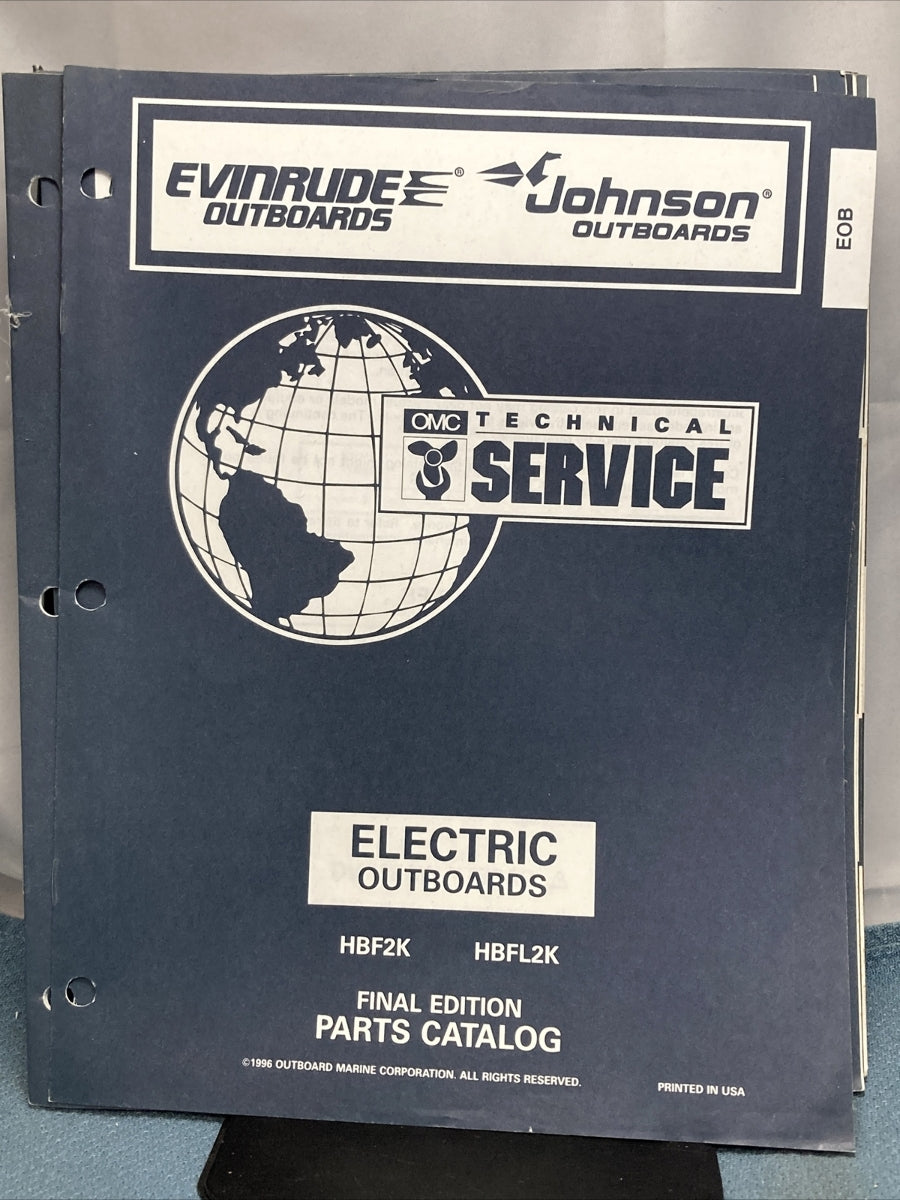 EVINRUDE®
OUTBOARDS
Johnson®
OUTBOARDS
EOB
OMC TECHNICAL
SERVICE
ELECTRIC
OUTBOARDS
HBF2K HBFL2K
FINAL EDITION
PARTS CATALOG
©1996 OUTBOARD MARINE CORPORATION. ALL RIGHTS RESERVED.
PRINTED IN USA